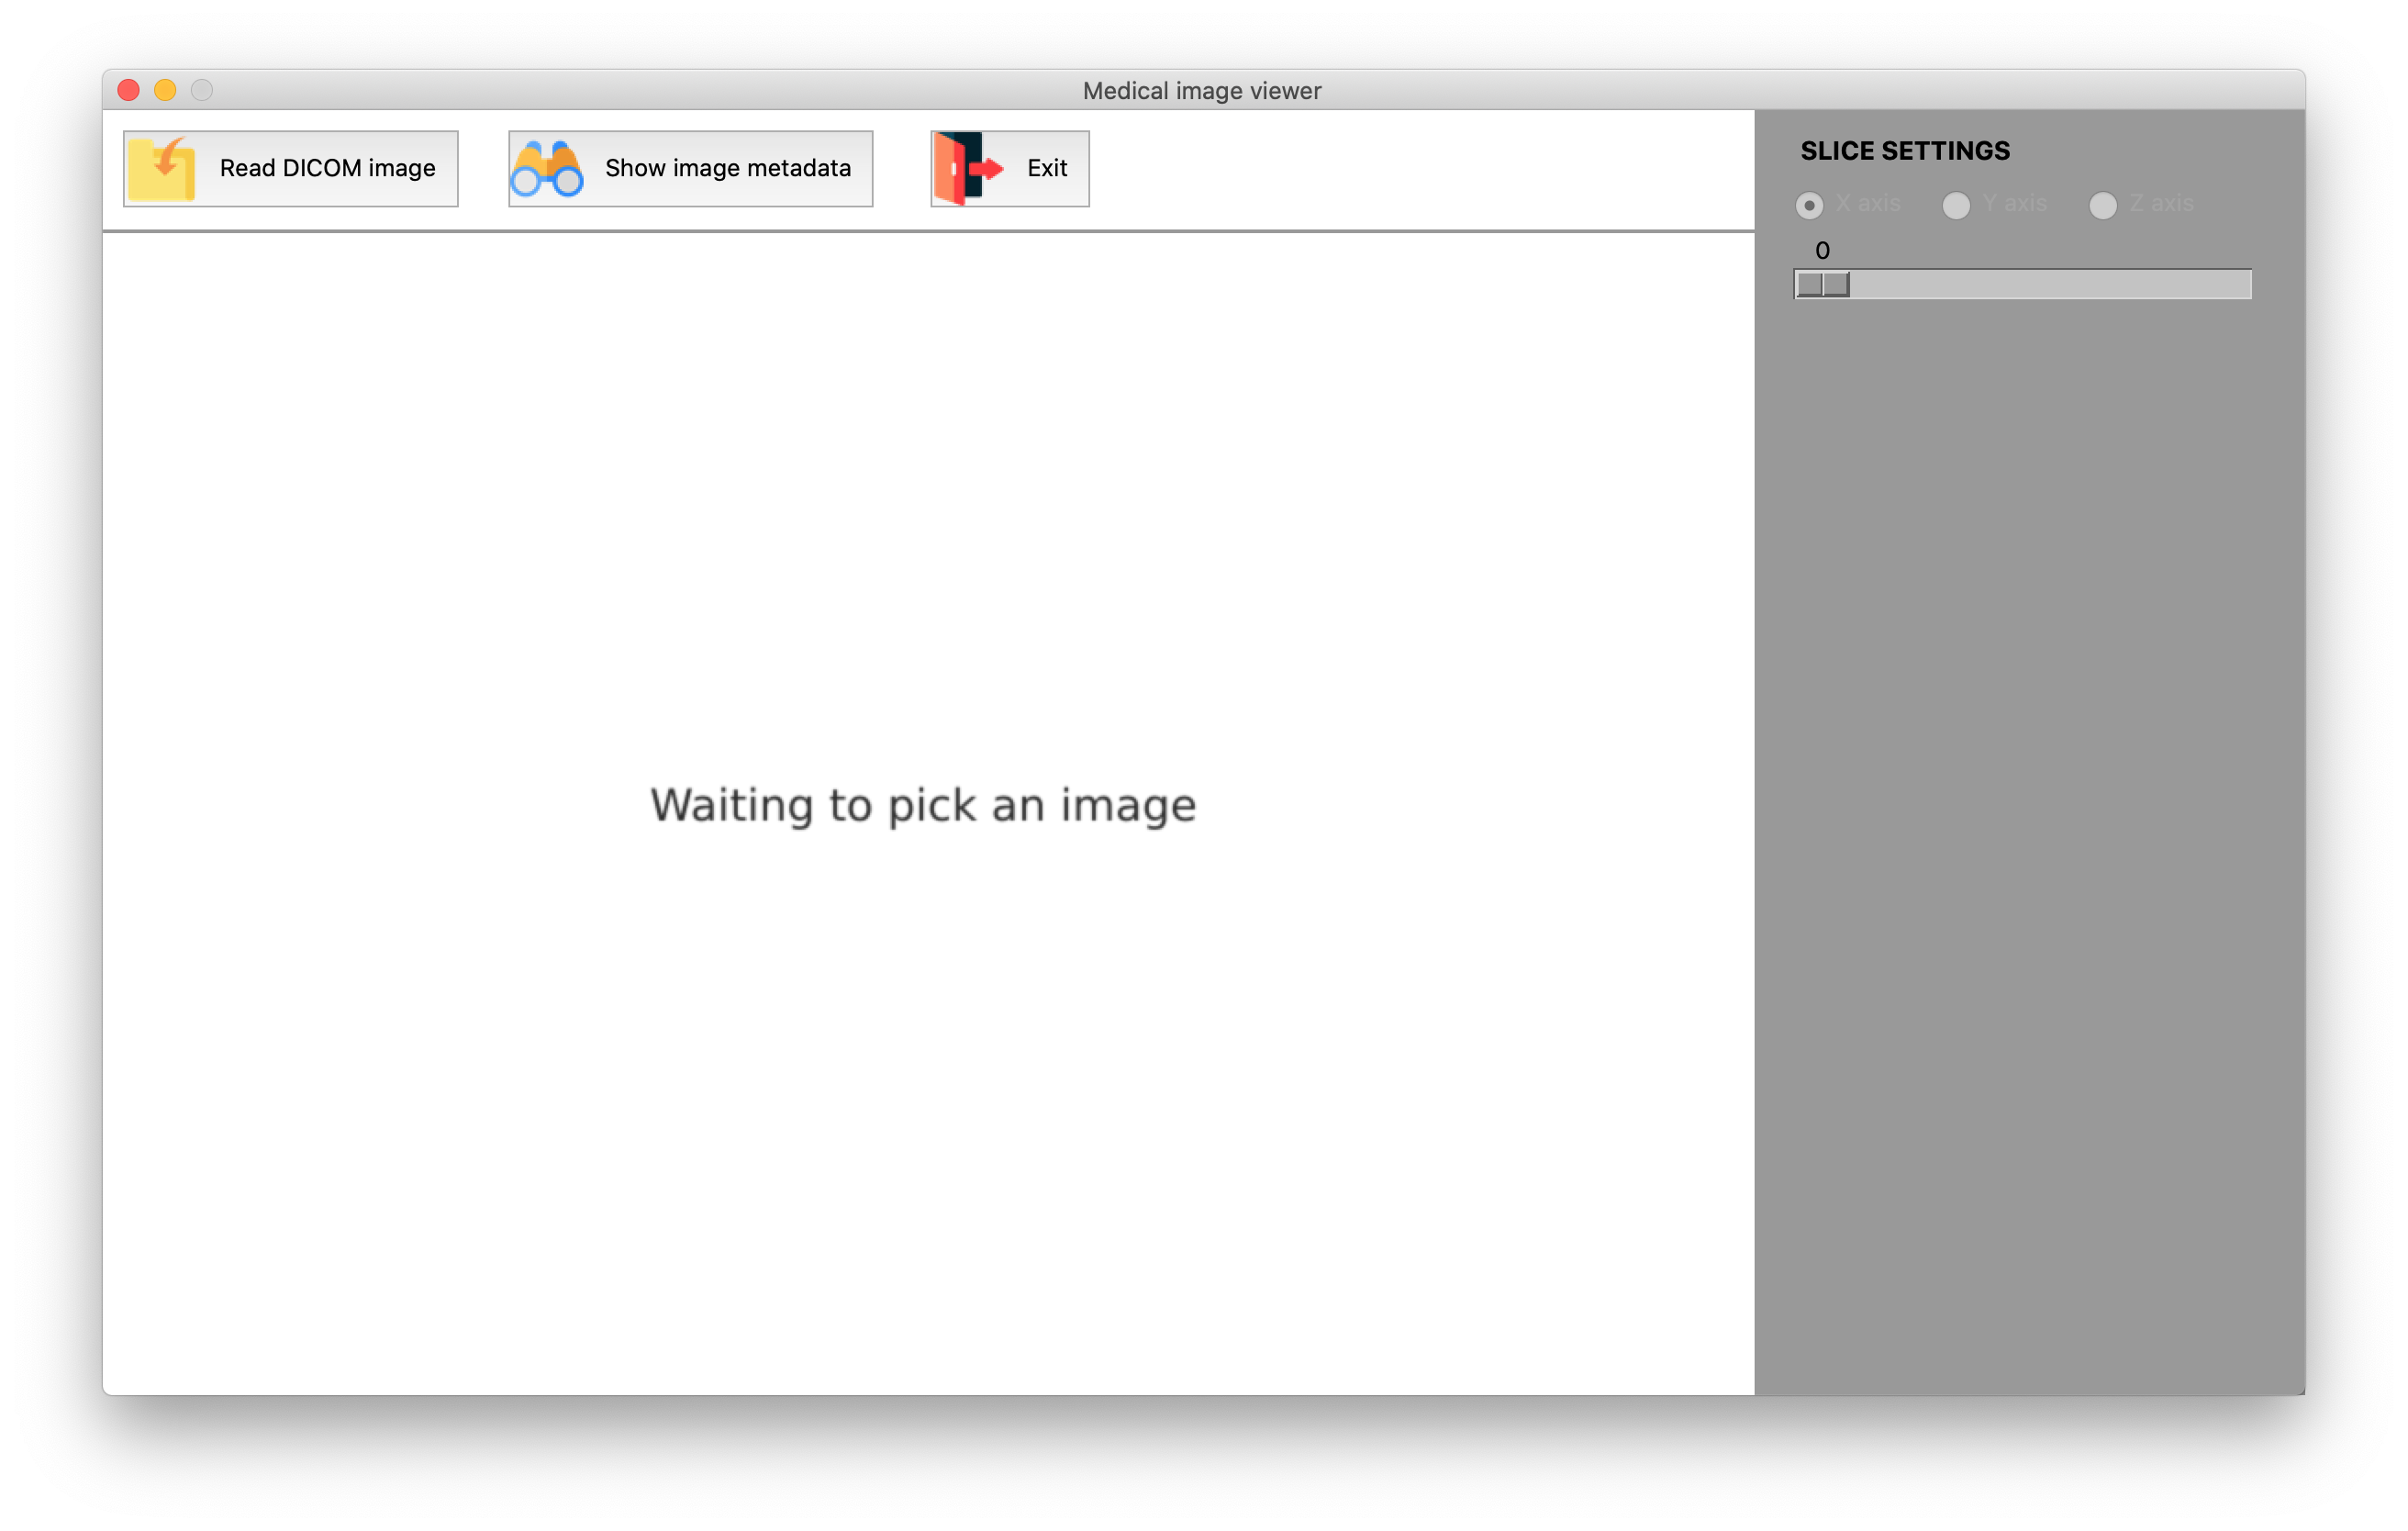 Medical image viewer
Read DICOM image
Show image metadata
Exit
SLICE SETTINGS
X axis
Y axis
Z axis
0
Waiting to pick an image